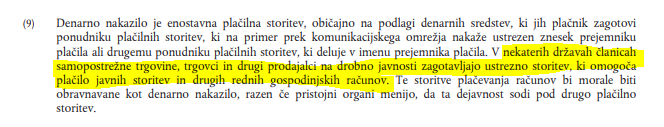 (9) Denarno nakazilo je enostavna plačilna storitev, običajno na podlagi denarnih sredstev, ki jih plačnik zagotovi
ponudniku plačilnih storitev, ki na primer prek komunikacijskega omrežja nakaže ustrezen znesek prejemniku
plačila ali drugemu ponudniku plačilnih storitev, ki deluje v imenu prejemnika plačila. V nekaterih državah članicah
samopostrežne trgovine, trgovci in drugi prodajalci na drobno javnosti zagotavljajo ustrezno storitev, ki omogoča
plačilo javnih storitev in drugih rednih gospodinjskih računov. Te storitve plačevanja računov bi morale biti
obravnavane kot denarno nakazilo, razen če pristojni organi menijo, da ta dejavnost sodi pod drugo plačilno
storitev.